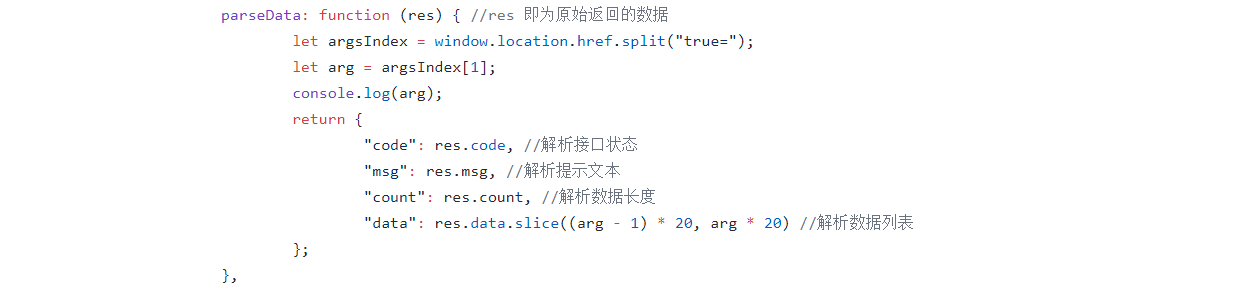 parseData: function (res) { //res 即为原始返回的数据
let argsIndex = window.location.href.split("true=");
let arg = argsIndex[1];
console.log(arg);
return {
"code": res.code, //解析接口状态
"msg": res.msg, //解析提示文本
"count": res.count, //解析数据长度
"data": res.data.slice((arg - 1) * 20, arg * 20) //解析数据列表
};
},